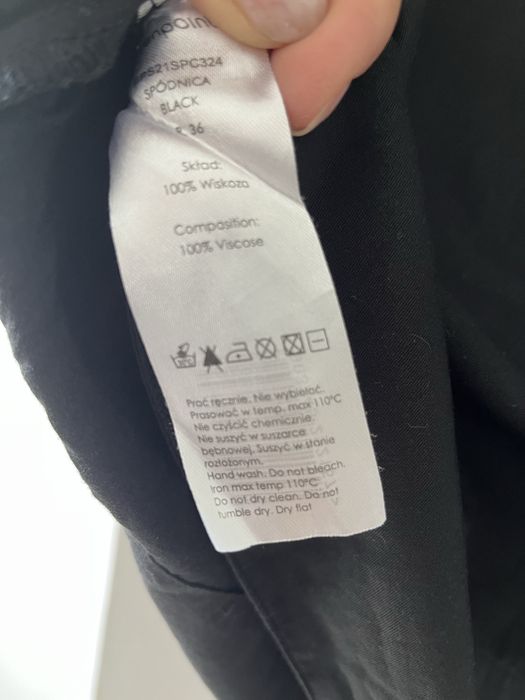 S21SPC324
SPÓDNICA
BLACK
R. 36
Skład:
100% Wiskoza
Composition:
100% Viscose
Prać ręcznie. Nie wybielać.
Prasować w temp. max 110°C
Nie czyścić chemicznie.
Nie suszyć w suszarce
bębnowej. Suszyć w stanie
rozłożonym.
Hand wash. Do not bleach.
Iron max temp 110°C
Do not dry clean. Do not
tumble dry. Dry flat